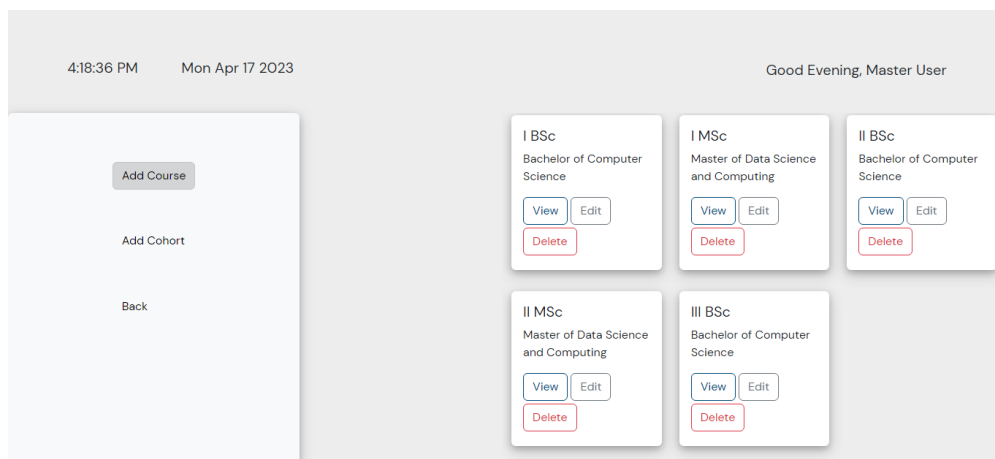 4:18:36 PM Mon Apr 17 2023
Good Evening, Master User
Add Course
Add Cohort
Back
I BSc
Bachelor of Computer
Science
View Edit
Delete
I MSc
Master of Data Science
and Computing
View Edit
Delete
II BSc
Bachelor of Computer
Science
View Edit
Delete
II MSc
Master of Data Science
and Computing
View Edit
Delete
III BSc
Bachelor of Computer
Science
View Edit
Delete